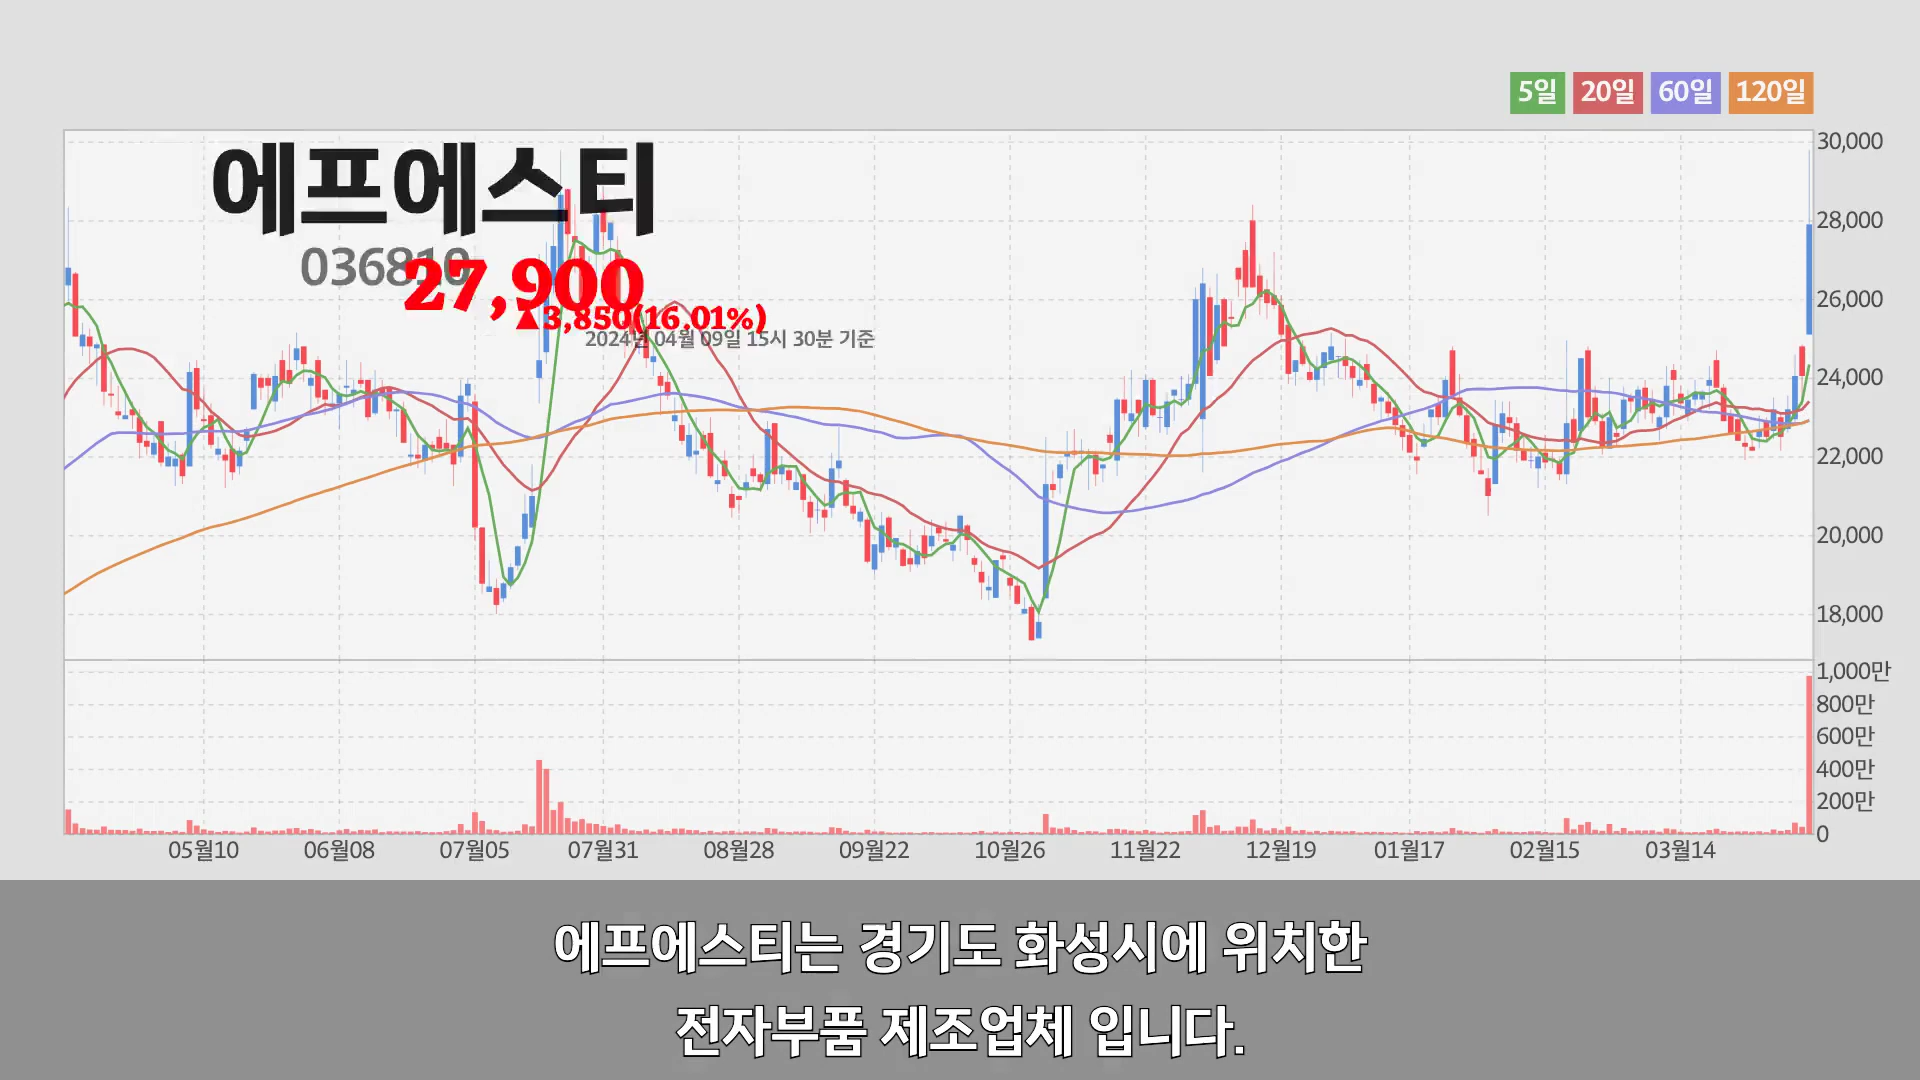 5일 20일 60일 120일
에프에스티
036810
27,900
▲3,850(16.01%)
2024년 04월 09일 15시 30분 기준
30,000
28,000
26,000
24,000
22,000
20,000
18,000
1,000만
800만
600만
400만
200만
0
05월10 06월08 07월05 07월31 08월28 09월22 10월26 11월22 12월19 01월17 02월15 03월14
에프에스티는 경기도 화성시에 위치한
전자부품 제조업체 입니다.